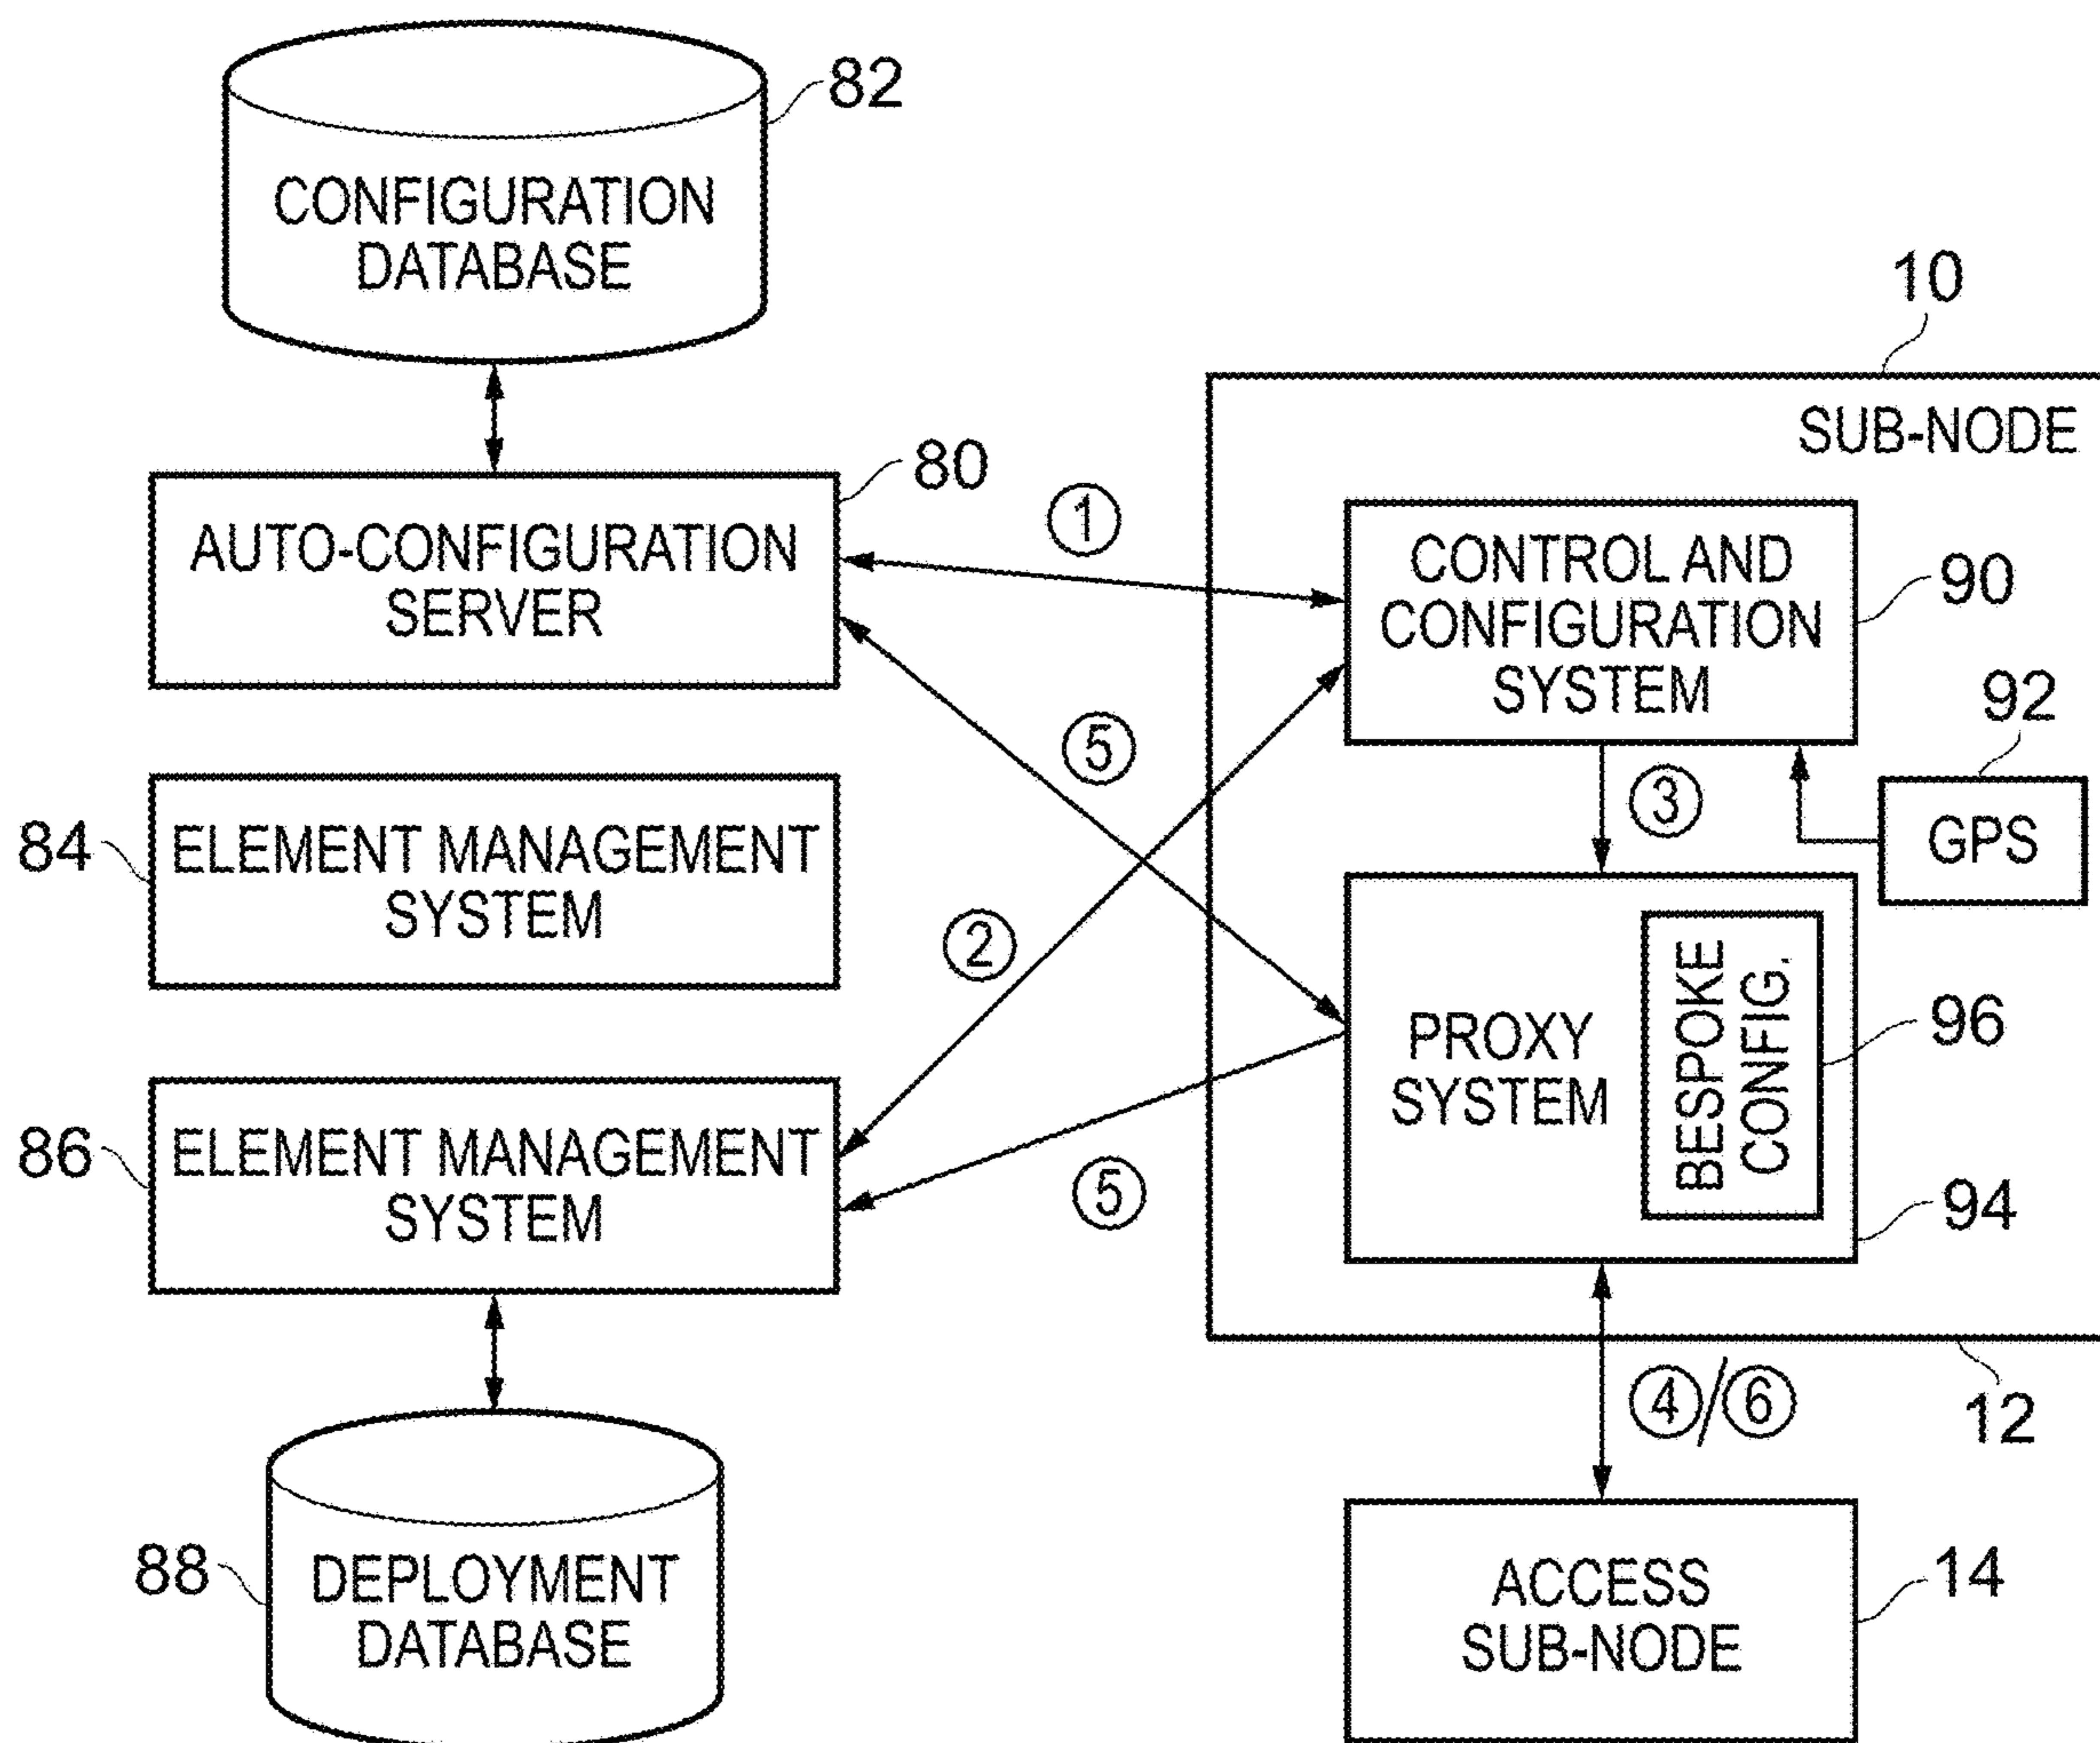 82
CONFIGURATION
DATABASE
10
SUB-NODE
80
AUTO-CONFIGURATION
SERVER
1
CONTROL AND
CONFIGURATION
SYSTEM
90
92
GPS
5
3
84
ELEMENT MANAGEMENT
SYSTEM
2
PROXY
SYSTEM
BESPOKE
CONFIG.
96
94
86
ELEMENT MANAGEMENT
SYSTEM
5
4/6
12
88
DEPLOYMENT
DATABASE
ACCESS
SUB-NODE
14